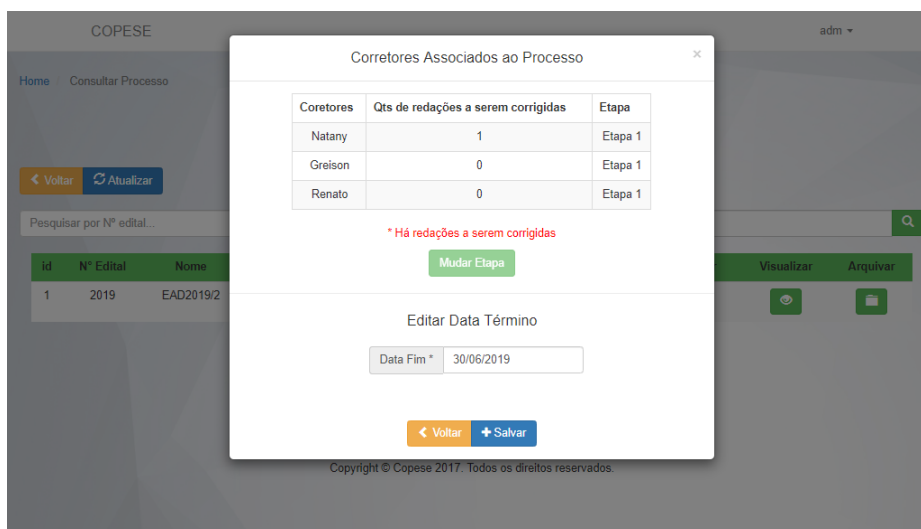 COPESE
adm
Home / Consultar Processo
Corretores Associados ao Processo ×
Coretores Qts de redações a serem corrigidas Etapa
Natany 1 Etapa 1
Greison 0 Etapa 1
Renato 0 Etapa 1
* Há redações a serem corrigidas
Mudar Etapa
Voltar Atualizar
Pesquisar por Nº edital...
id N° Edital Nome Visualizar Arquivar
1 2019 EAD2019/2
Editar Data Término
Data Fim * 30/06/2019
Voltar Salvar
Copyright © Copese 2017. Todos os direitos reservados.